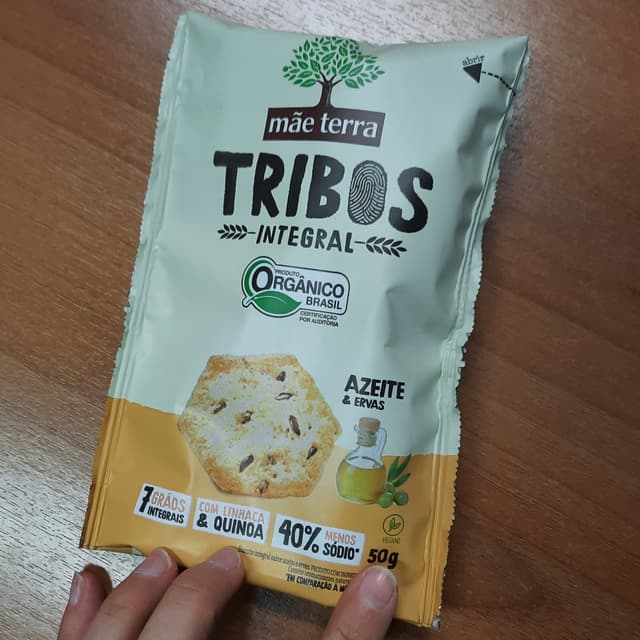 abrir
mãe terra
TRIBOS
INTEGRAL
PRODUTO
ORGÂNICO
BRASIL
CERTIFICAÇÃO
POR AUDITORIA
AZEITE
& ERVAS
7 GRÃOS
INTEGRAIS
COM LINHAÇA
& QUINOA
40% MENOS
SÓDIO*
VEGANO
50g
*EM COMPARAÇÃO À